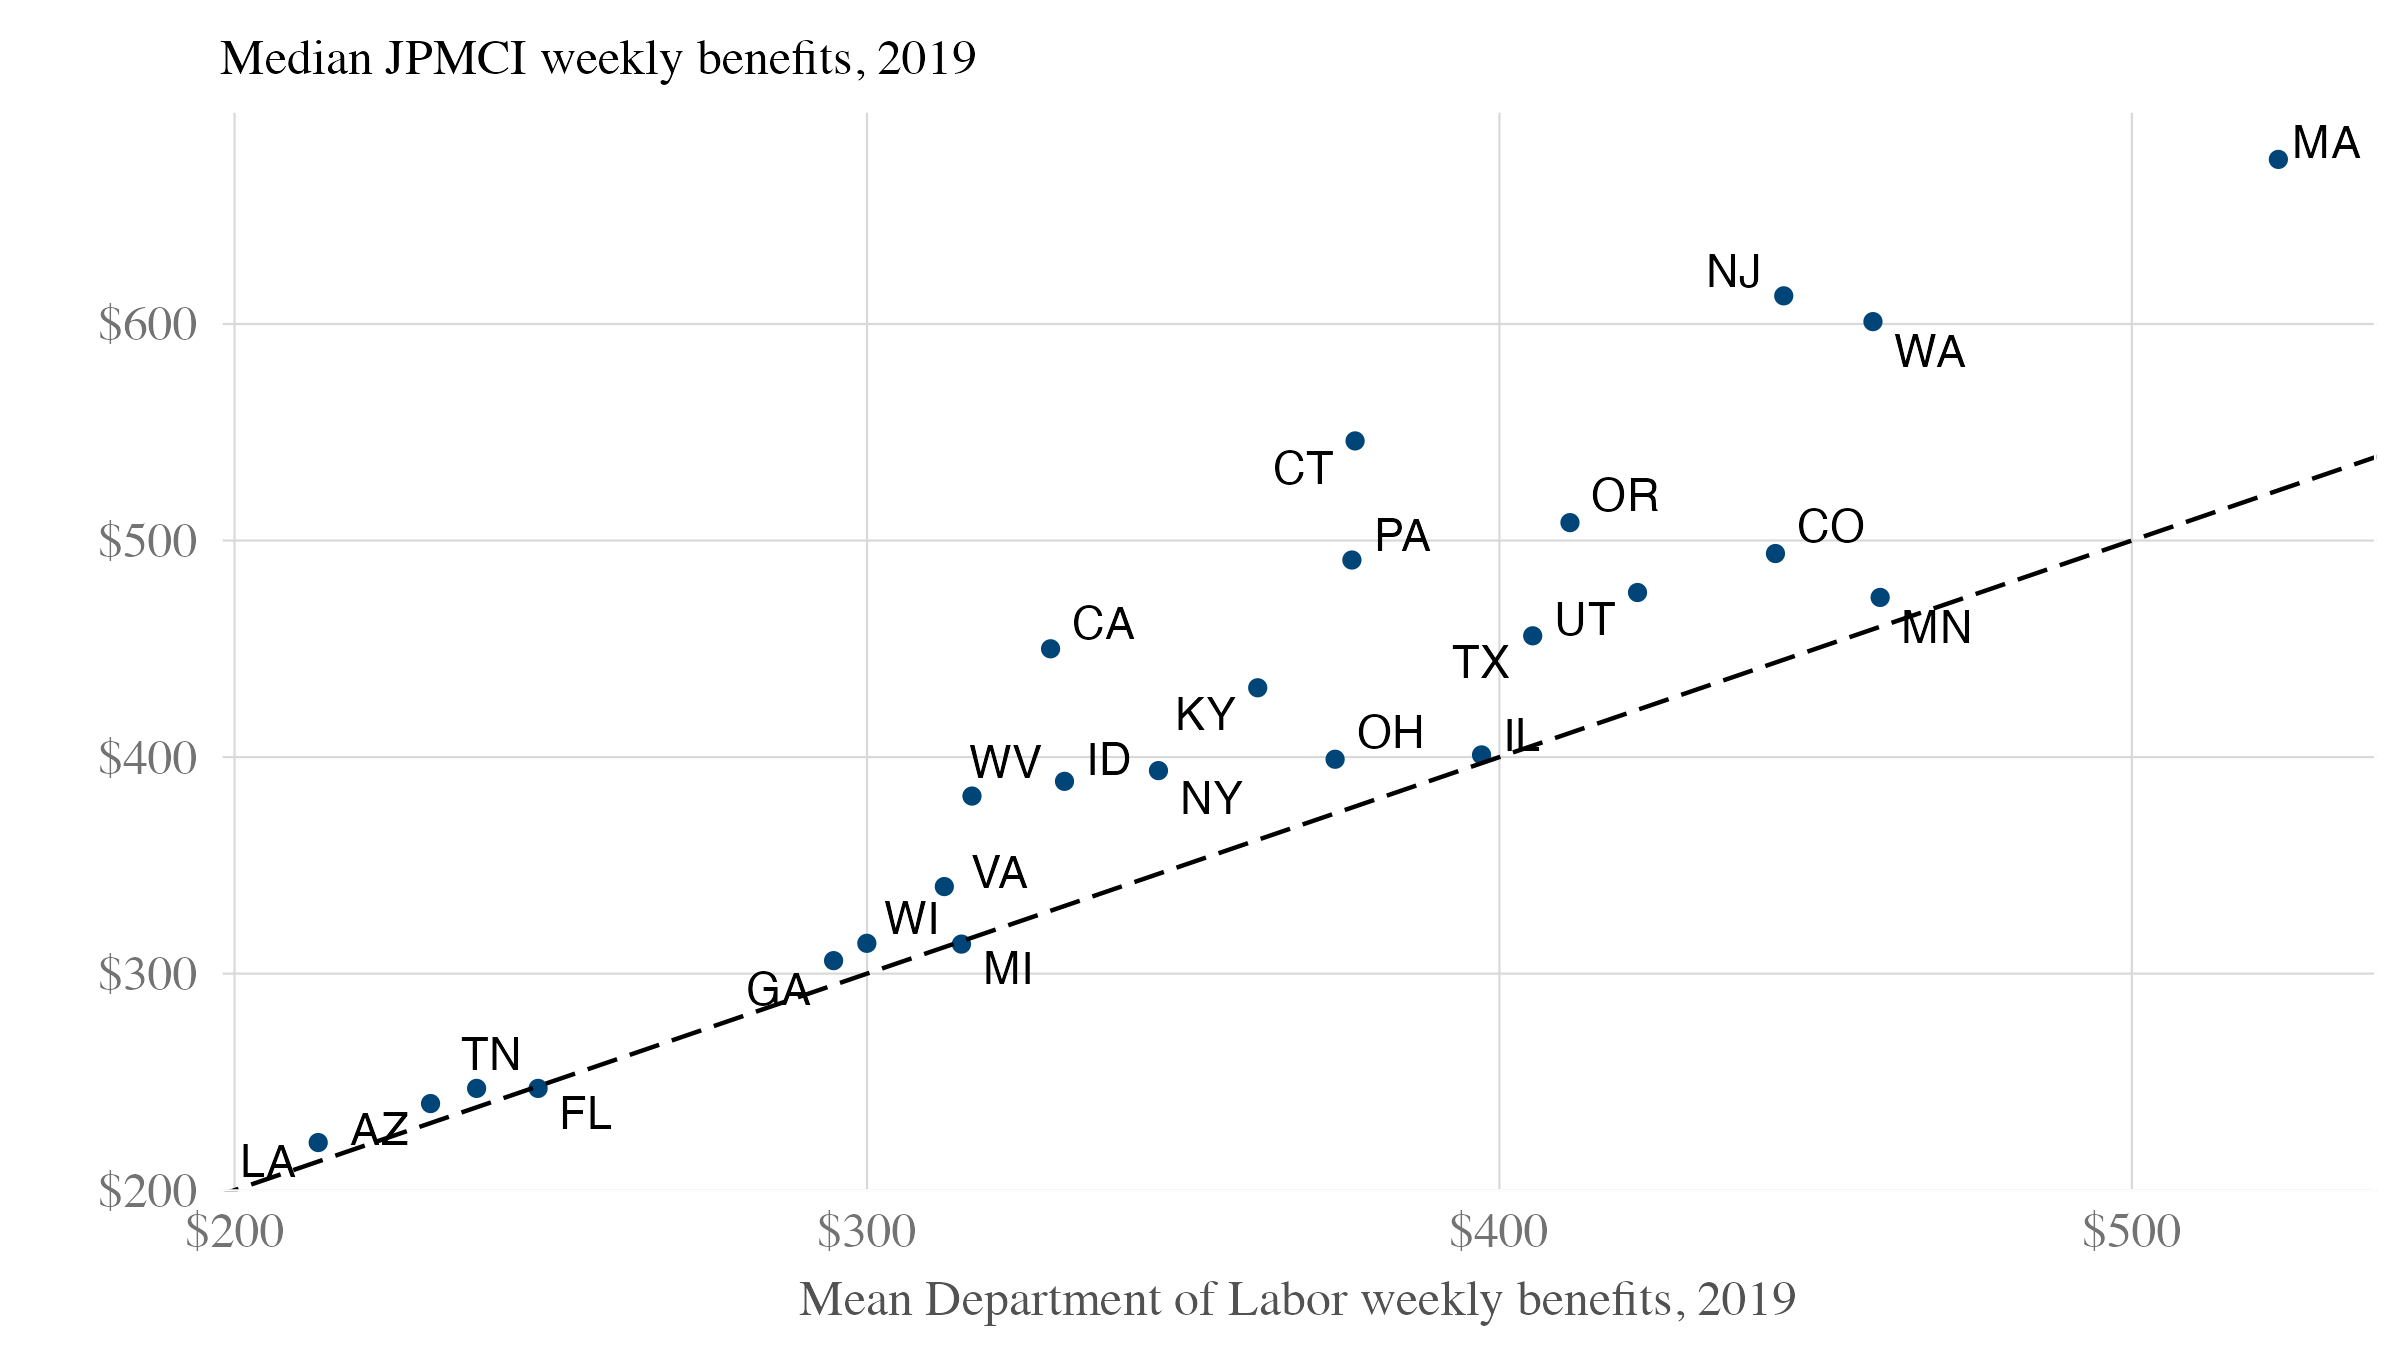 Median JPMCI weekly benefits, 2019
MA
NJ
$600
WA
CT
OR
CO
$500
PA
CA
UT
MN
TX
KY
OH
IL
$400
WV
ID
NY
VA
WI
$300
MI
GA
TN
FL
AZ
LA
$200
$200
$300
$400
$500
Mean Department of Labor weekly benefits, 2019